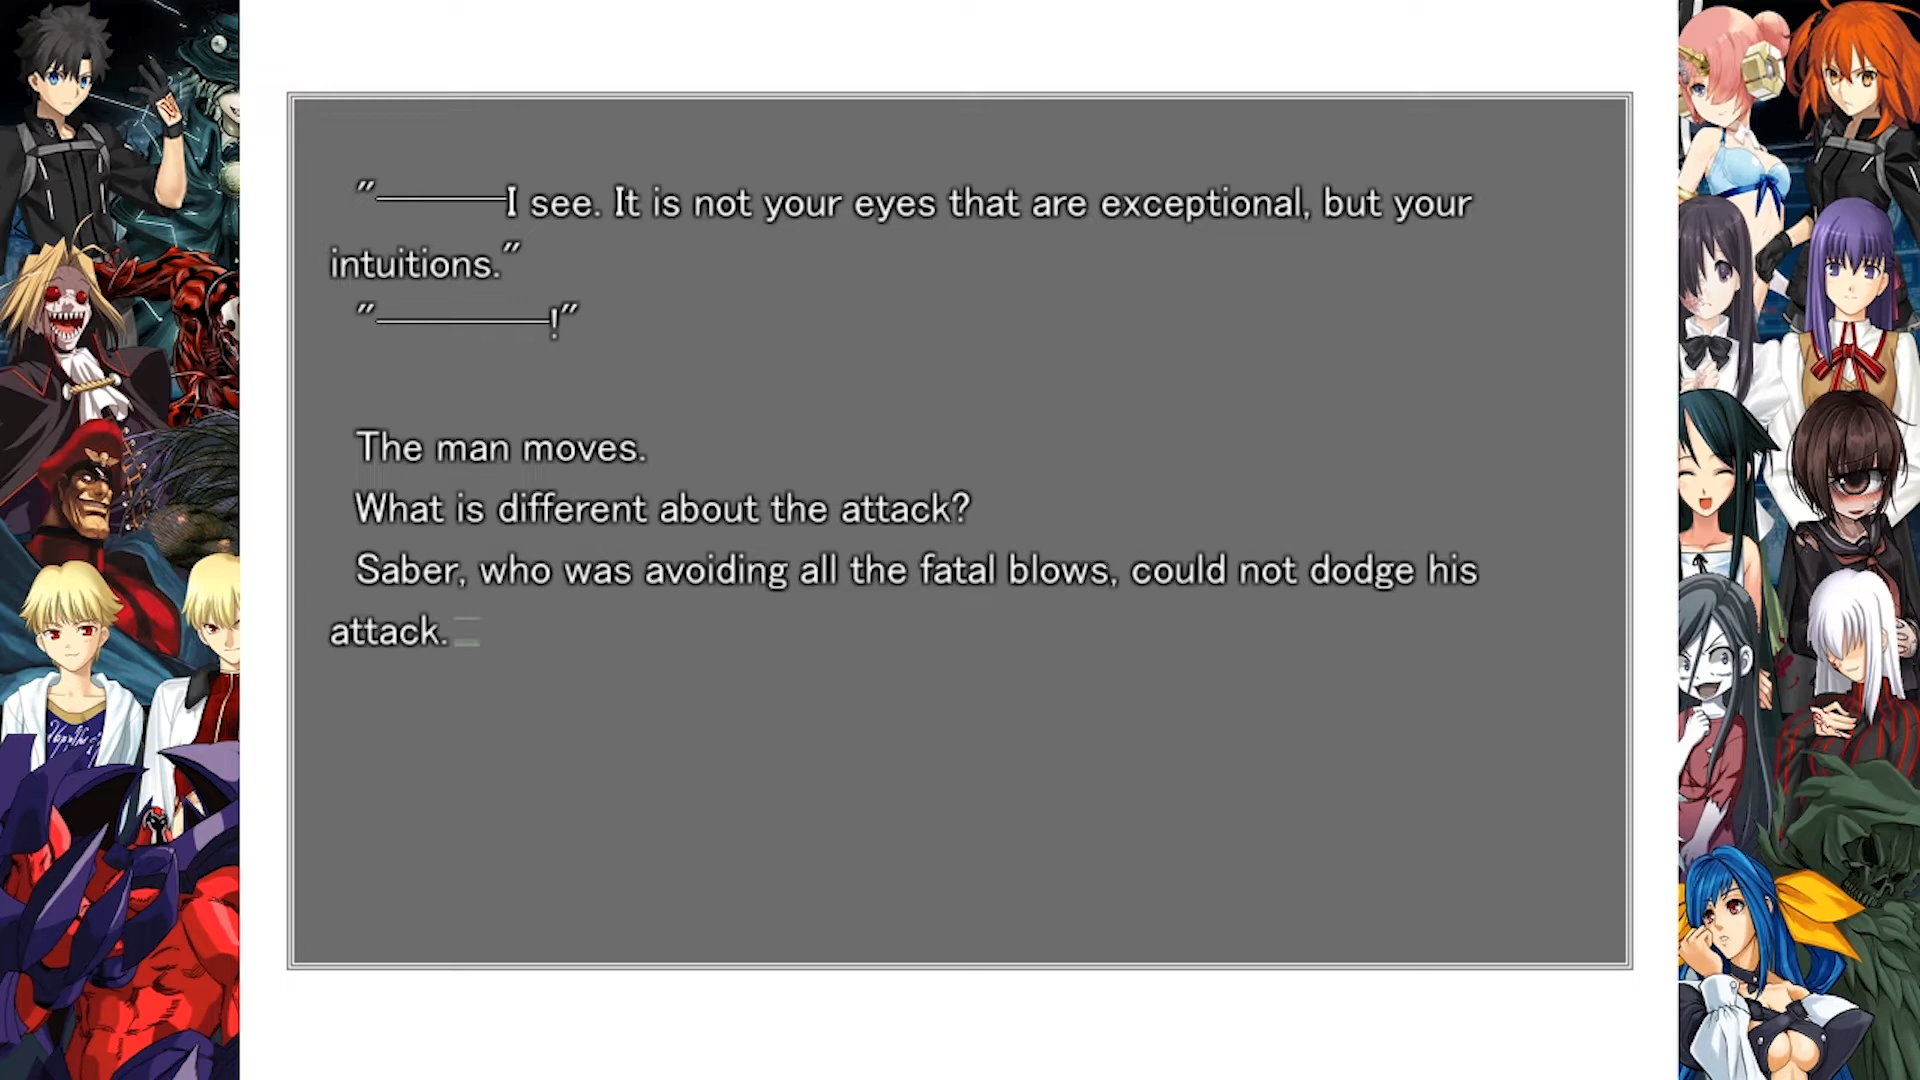 "————I see. It is not your eyes that are exceptional, but your
intuitions."
"—————!"
The man moves.
What is different about the attack?
Saber, who was avoiding all the fatal blows, could not dodge his
attack.